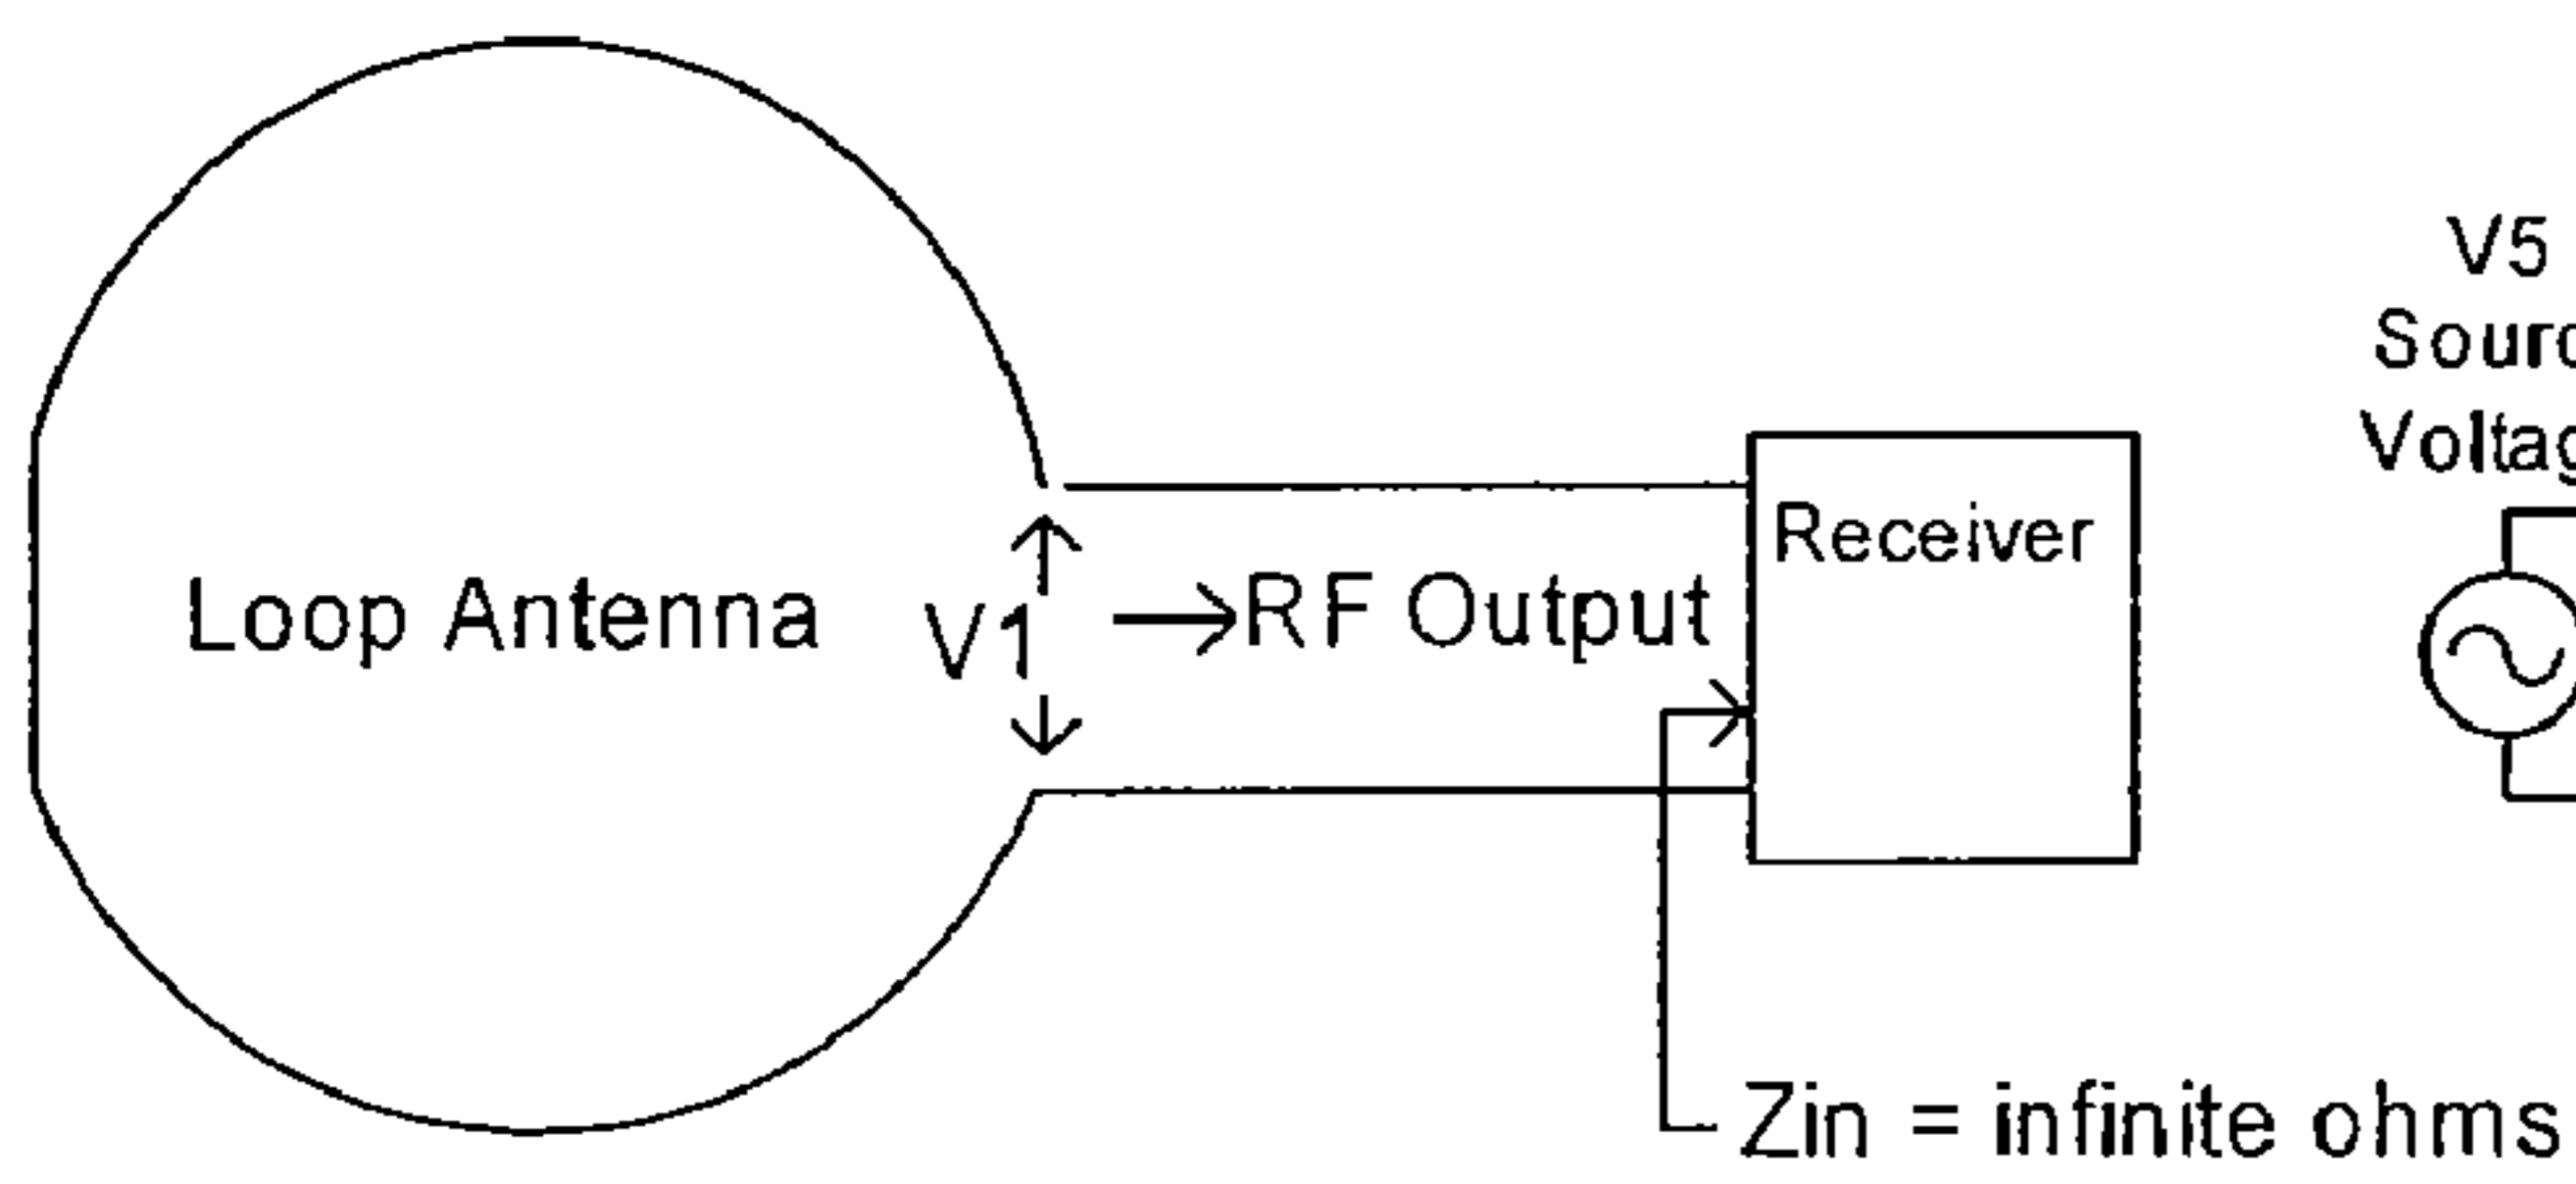 V5
Receiver
Loop Antenna
V1
RF Output
Zin = infinite ohms